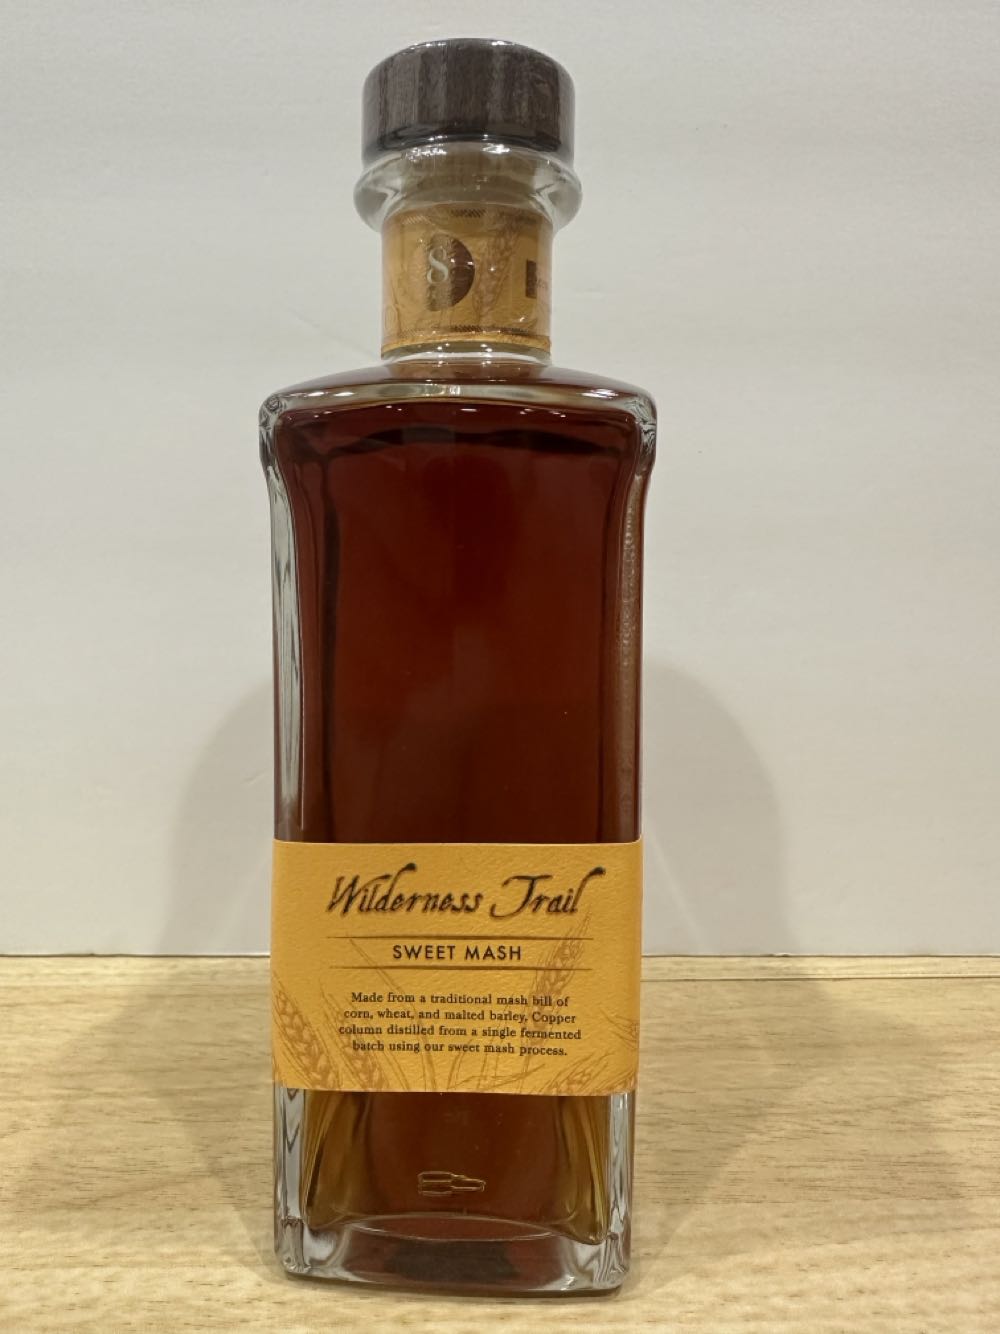 8
Wilderness Trail
SWEET MASH
Made from a traditional mash bill of
corn, wheat, and malted barley. Copper
column distilled from a single fermented
batch using our sweet mash process.